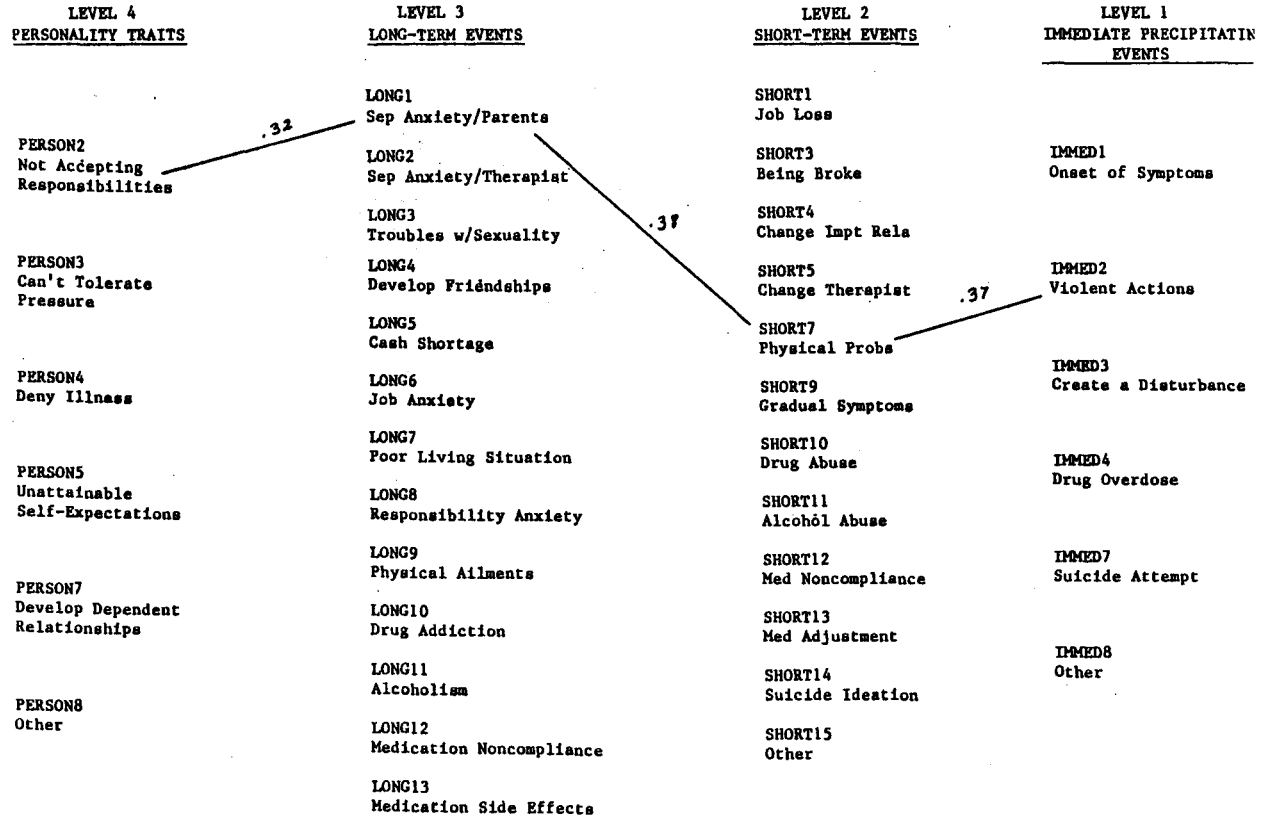 LEVEL 4
PERSONALITY TRAITS
LEVEL 3
LONG-TERM EVENTS
LEVEL 2
SHORT-TERM EVENTS
LEVEL 1
IMMEDIATE PRECIPITATIN
EVENTS
PERSON2
Not Accepting
Responsibilities
PERSON3
Can't Tolerate
Pressure
PERSON4
Deny Illness
PERSON5
Unattainable
Self-Expectations
PERSON7
Develop Dependent
Relationships
PERSON8
Other
.32
LONG1
Sep Anxiety/Parents
LONG2
Sep Anxiety/Therapist
LONG3
Troubles w/Sexuality
LONG4
Develop Friendships
LONG5
Cash Shortage
LONG6
Job Anxiety
LONG7
Poor Living Situation
LONG8
Responsibility Anxiety
LONG9
Physical Ailments
LONG10
Drug Addiction
LONG11
Alcoholism
LONG12
Medication Noncompliance
LONG13
Medication Side Effects
SHORT1
Job Loss
SHORT3
Being Broke
SHORT4
Change Impt Rela
SHORT5
Change Therapist
SHORT7
Physical Probs
SHORT9
Gradual Symptoms
SHORT10
Drug Abuse
SHORT11
Alcohol Abuse
SHORT12
Med Noncompliance
SHORT13
Med Adjustment
SHORT14
Suicide Ideation
SHORT15
Other
.37
IMMED1
Onset of Symptoms
IMMED2
Violent Actions
IMMED3
Create a Disturbance
IMMED4
Drug Overdose
IMMED7
Suicide Attempt
IMMED8
Other